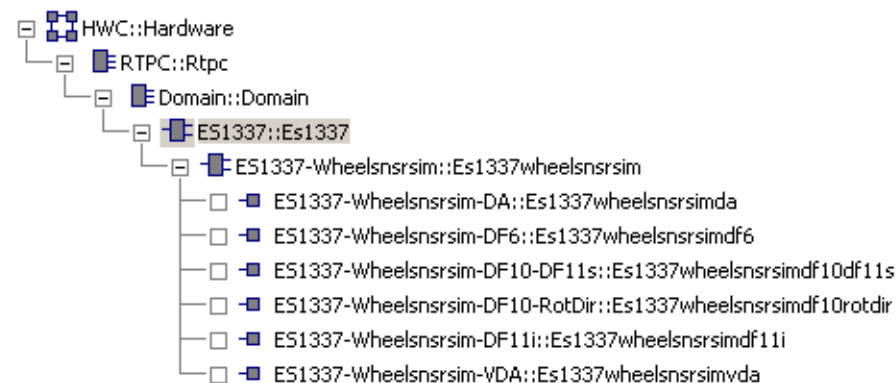 HWC::Hardware
RTPC::Rtpc
Domain::Domain
ES1337::Es1337
ES1337-Wheelsnsrsim::Es1337wheelsnsrsim
ES1337-Wheelsnsrsim-DA::Es1337wheelsnsrsimda
ES1337-Wheelsnsrsim-DF6::Es1337wheelsnsrsimdf6
ES1337-Wheelsnsrsim-DF10-DF11s::Es1337wheelsnsrsimdf10df11s
ES1337-Wheelsnsrsim-DF10-RotDir::Es1337wheelsnsrsimdf10rotdir
ES1337-Wheelsnsrsim-DF11i::Es1337wheelsnsrsimdf11i
ES1337-Wheelsnsrsim-VDA::Es1337wheelsnsrsimvda